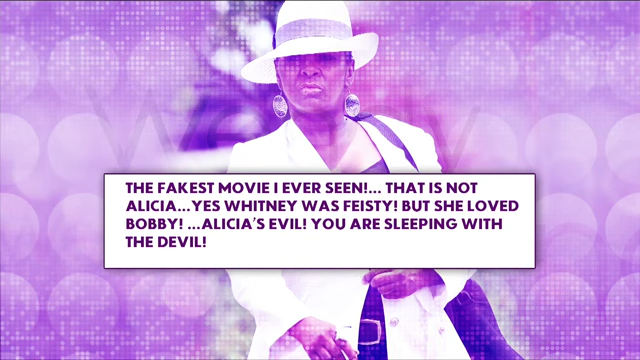 THE FAKEST MOVIE I EVER SEEN!... THAT IS NOT
ALICIA...YES WHITNEY WAS FEISTY! BUT SHE LOVED
BOBBY! ...ALICIA'S EVIL! YOU ARE SLEEPING WITH
THE DEVIL!